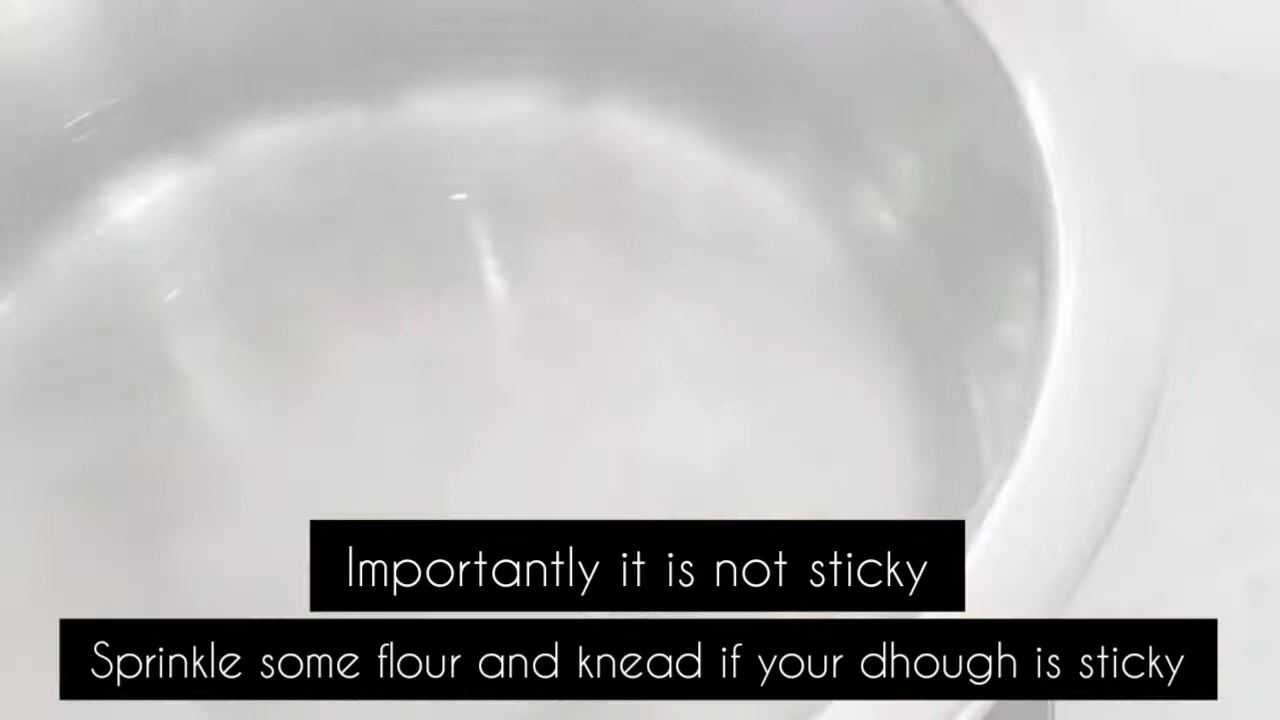 Importantly it is not sticky
Sprinkle some flour and knead if your dhough is sticky